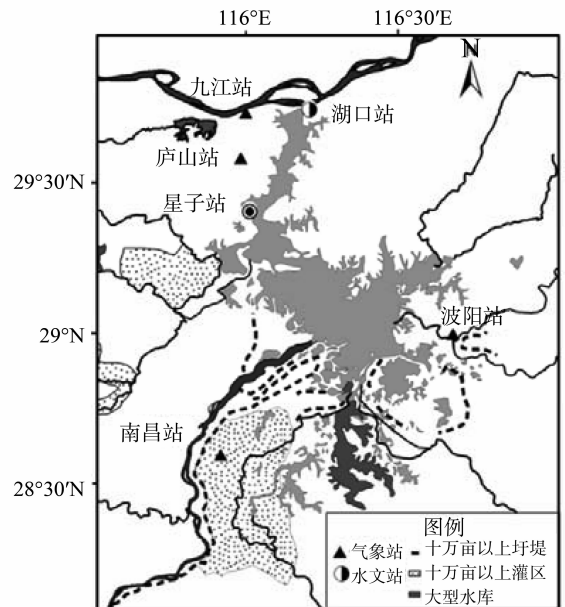 116°E
116°30′E
N
九江站
湖口站
庐山站
29°30′N
星子站
波阳站
29°N
南昌站
28°30′N
图例
气象站
十万亩以上圩堤
水文站
十万亩以上灌区
大型水库